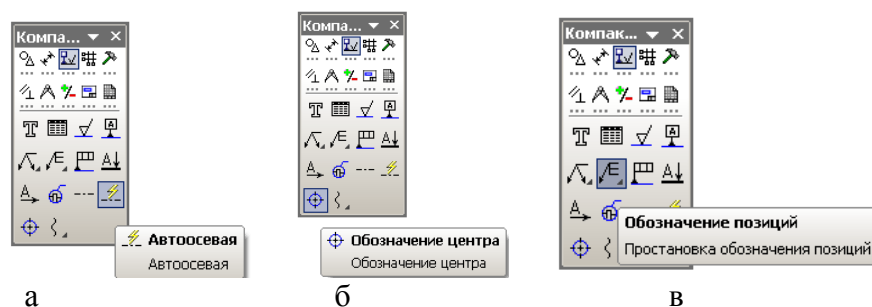 Компа...
Автоосевая
Автоосевая
а
Компа...
Обозначение центра
Обозначение центра
б
Компак...
Обозначение позиций
Простановка обозначения позиций
в